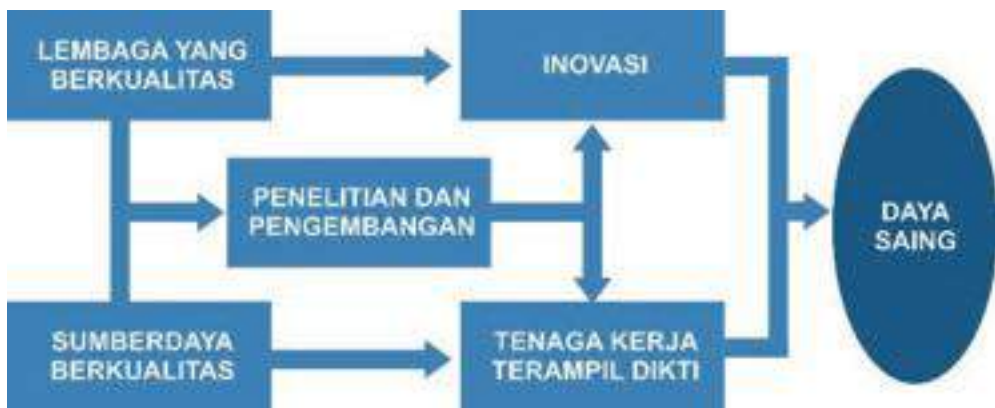 LEMBAGA YANG
BERKUALITAS
INOVASI
PENELITIAN DAN
PENGEMBANGAN
DAYA
SAING
SUMBERDAYA
BERKUALITAS
TENAGA KERJA
TERAMPIL DIKTI